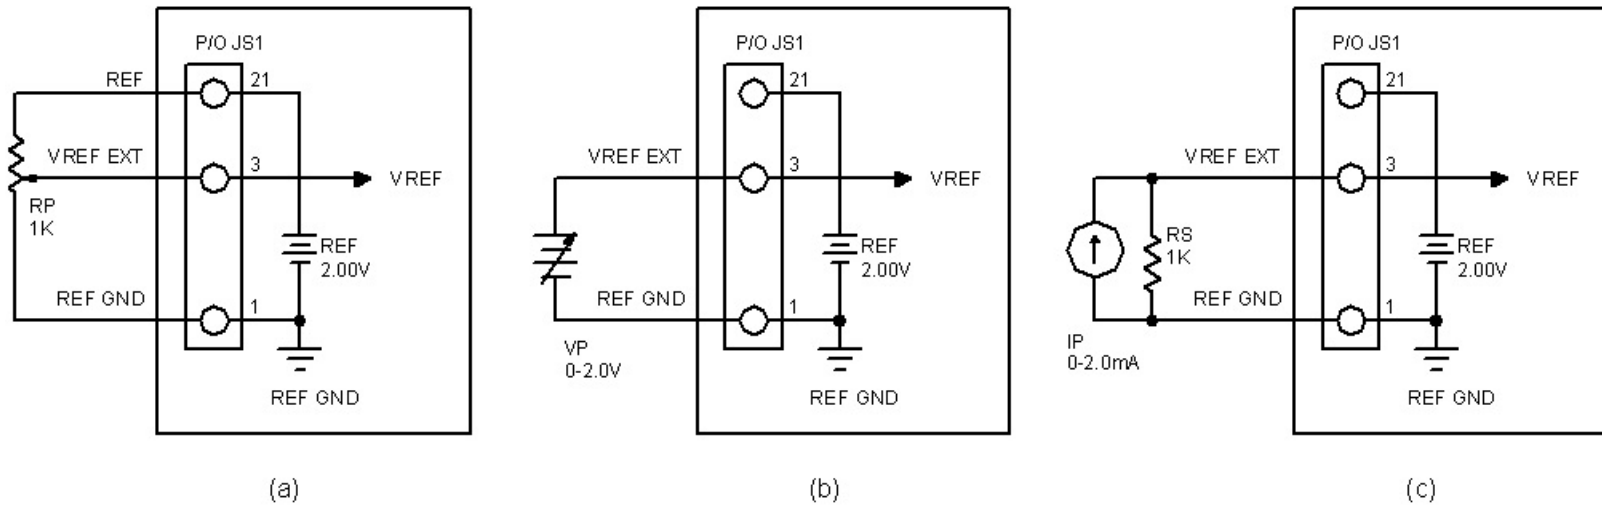 P/O JS1
REF
21
VREF EXT
3
VREF
RP
1K
REF
2.00V
REF GND
1
REF GND
(a)
P/O JS1
21
VREF EXT
3
VREF
REF
2.00V
REF GND
1
VP
0-2.0V
REF GND
(b)
P/O JS1
21
VREF EXT
3
VREF
RS
1K
REF
2.00V
REF GND
1
IP
0-2.0mA
REF GND
(c)